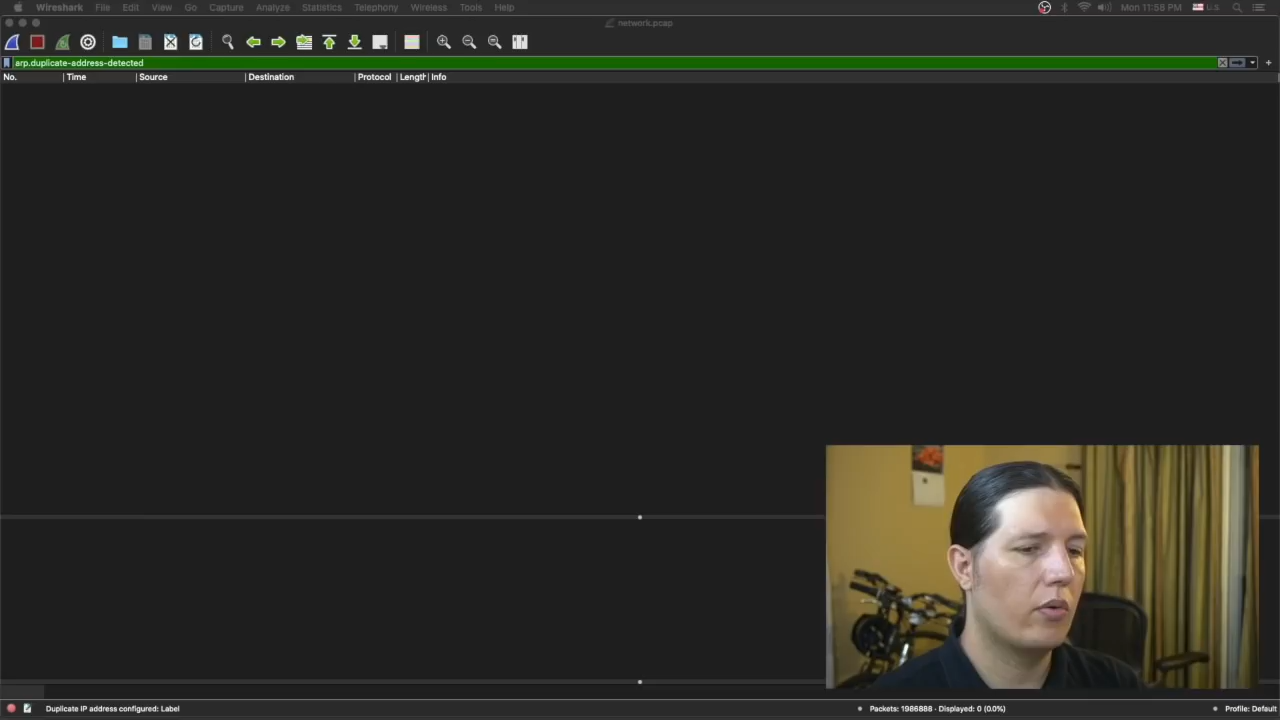 Wireshark File Edit View Go Capture Analyze Statistics Telephony Wireless Tools Help Mon 11:58 PM U.S
network.pcap
arp.duplicate-address-detected
No. Time Source Destination Protocol Length Info
Duplicate IP address configured: Label Packets: 1986888 · Displayed: 0 (0.0%) Profile: Default